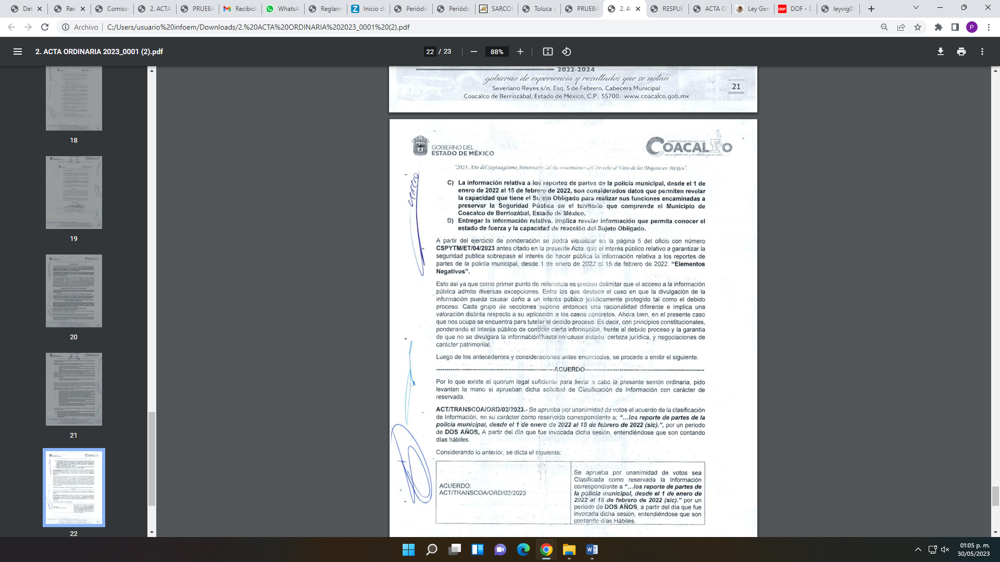 Det
Rec
Comisa
2. ACTA
PRUEBA
Recibid
WhatsA
Reglam
Inicio d
Periódic
Periódic
SARCOE
Toluca
PRUEBA
2. A
RESPUE
ACTA C
Ley Gen
DOF - D
leyvig0
Archivo
C:/Users/usuario%20infoem/Downloads/2.%20ACTA%20ORDINARIA%202023_0001%20(2).pdf
P
2. ACTA ORDINARIA 2023_0001 (2).pdf
22 / 23
88%
18
19
20
21
22
2022-2024
gobierno de experiencia y resultados que se notan
Severiano Reyes s/n, Esq. 5 de Febrero, Cabecera Municipal
Coacalco de Berriozábal, Estado de México, C.P. 55700. www.coacalco.gob.mx
21
GOBIERNO DEL
ESTADO DE MÉXICO
COACALCO
"2023. Año del Septuagésimo Aniversario del Reconocimiento del Derecho al Voto de las Mujeres en México".
C) La información relativa a los reportes de partes de la policía municipal, desde el 1 de
enero de 2022 al 15 de febrero de 2022, son considerados datos que permiten revelar
la capacidad que tiene el Sujeto Obligado para realizar sus funciones encaminadas a
preservar la Seguridad Pública en el territorio que comprende el Municipio de
Coacalco de Berriozábal, Estado de México.
D) Entregar la información relativa, implica revelar información que permita conocer el
estado de fuerza y la capacidad de reacción del Sujeto Obligado.
A partir del ejercicio de ponderación se podrá visualizar en la página 5 del oficio con número
CSPYTM/ET/04/2023 antes citado en la presente Acta, que el interés público relativo a garantizar la
seguridad publica sobrepasa el interés de hacer pública la información relativa a los reportes de
partes de la policía municipal, desde 1 de enero de 2022 al 15 de febrero de 2022. “Elementos
Negativos”.
Esto así ya que como primer punto de referencia es preciso delimitar que el acceso a la información
pública admite diversas excepciones. Entre las que destaca el caso en que la divulgación de la
información pueda causar daño a un interés público jurídicamente protegido tal como el debido
proceso. Cada grupo de secciones supone entonces una racionalidad diferente e implica una
valoración distinta respecto a su aplicación a los casos concretos. Ahora bien, en el presente caso
que nos ocupa se encuentra para tutelar el debido proceso. Es decir, con principios constitucionales,
ponderando el interés público de conocer cierta información, frente al debido proceso y la garantía
de que no se divulgara la información hasta no cause estado, certeza jurídica, y negociaciones de
carácter patrimonial.
Luego de los antecedentes y consideraciones antes enunciadas, se procede a emitir el siguiente.
ACUERDO
Por lo que existe el quorum legal suficiente para llevar a cabo la presente sesión ordinaria, pido
levanten la mano si aprueban dicha solicitud de Clasificación de Información con carácter de
reservada.
ACT/TRANSCOA/ORD/02/2023.- Se aprueba por unanimidad de votos el acuerdo de la clasificación
de Información, en su carácter como reservada correspondiente a; “...los reporte de partes de la
policía municipal, desde el 1 de enero de 2022 al 15 de febrero de 2022 (sic).”, por un periodo
de DOS AÑOS, A partir del día que fue invocada dicha sesión, entendiéndose que son contando
días hábiles.
Considerando lo anterior, se dicta el siguiente:
ACUERDO:
ACT/TRANSCOA/ORD/02/2023
Se aprueba por unanimidad de votos sea
Clasificada como reservada la Información
correspondiente a “...los reporte de partes de
la policía municipal, desde el 1 de enero de
2022 al 15 de febrero de 2022 (sic).” por un
periodo de DOS AÑOS, a partir del día que fue
invocada dicha sesión, entendiéndose que son
contando días Hábiles.
01:05 p. m.
30/05/2023